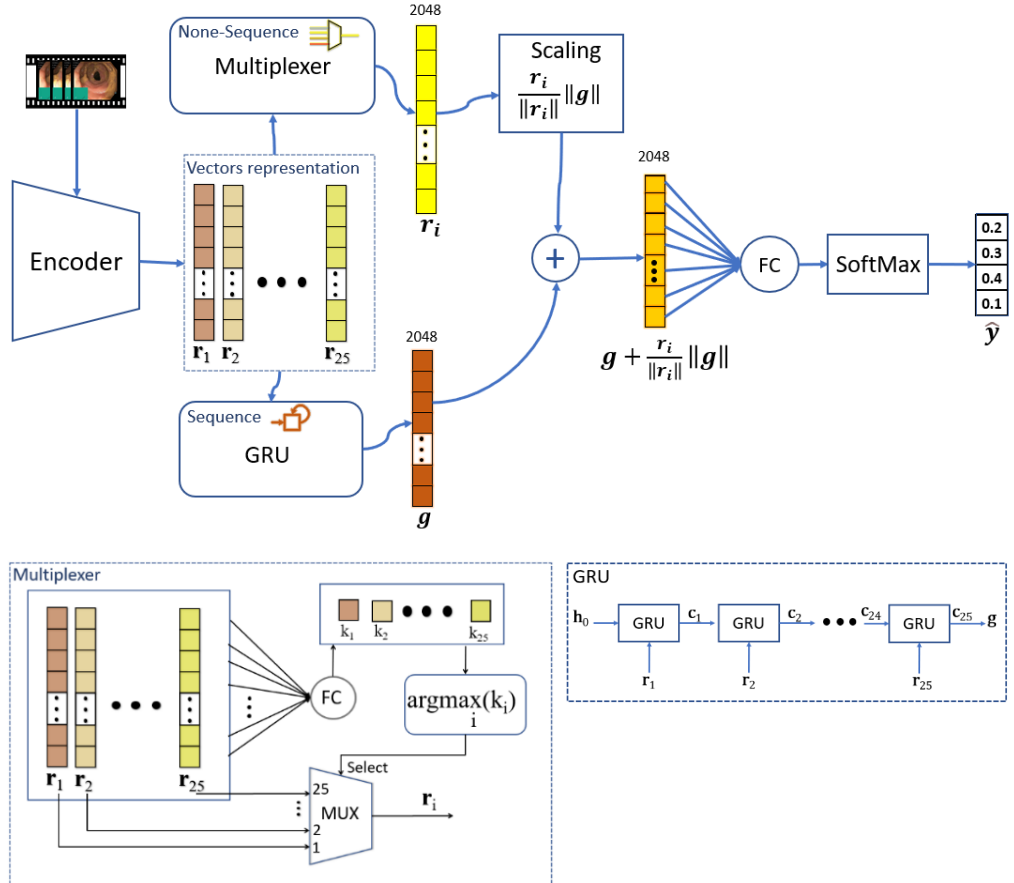 2048
None-Sequence
Multiplexer
r_i
Scaling
r_i / ‖r_i‖ ‖g‖
Encoder
Vectors representation
r_1 r_2 r_25
2048
g + r_i / ‖r_i‖ ‖g‖
+
FC
SoftMax
0.2
0.3
0.4
0.1
ŷ
Sequence
GRU
2048
g
Multiplexer
r_1 r_2 r_25
FC
k_1 k_2 k_25
argmax(k_i)
i
Select
25
2
1
MUX
r_i
GRU
h_0 GRU c_1 GRU c_2 c_24 GRU c_25 g
r_1 r_2 r_25